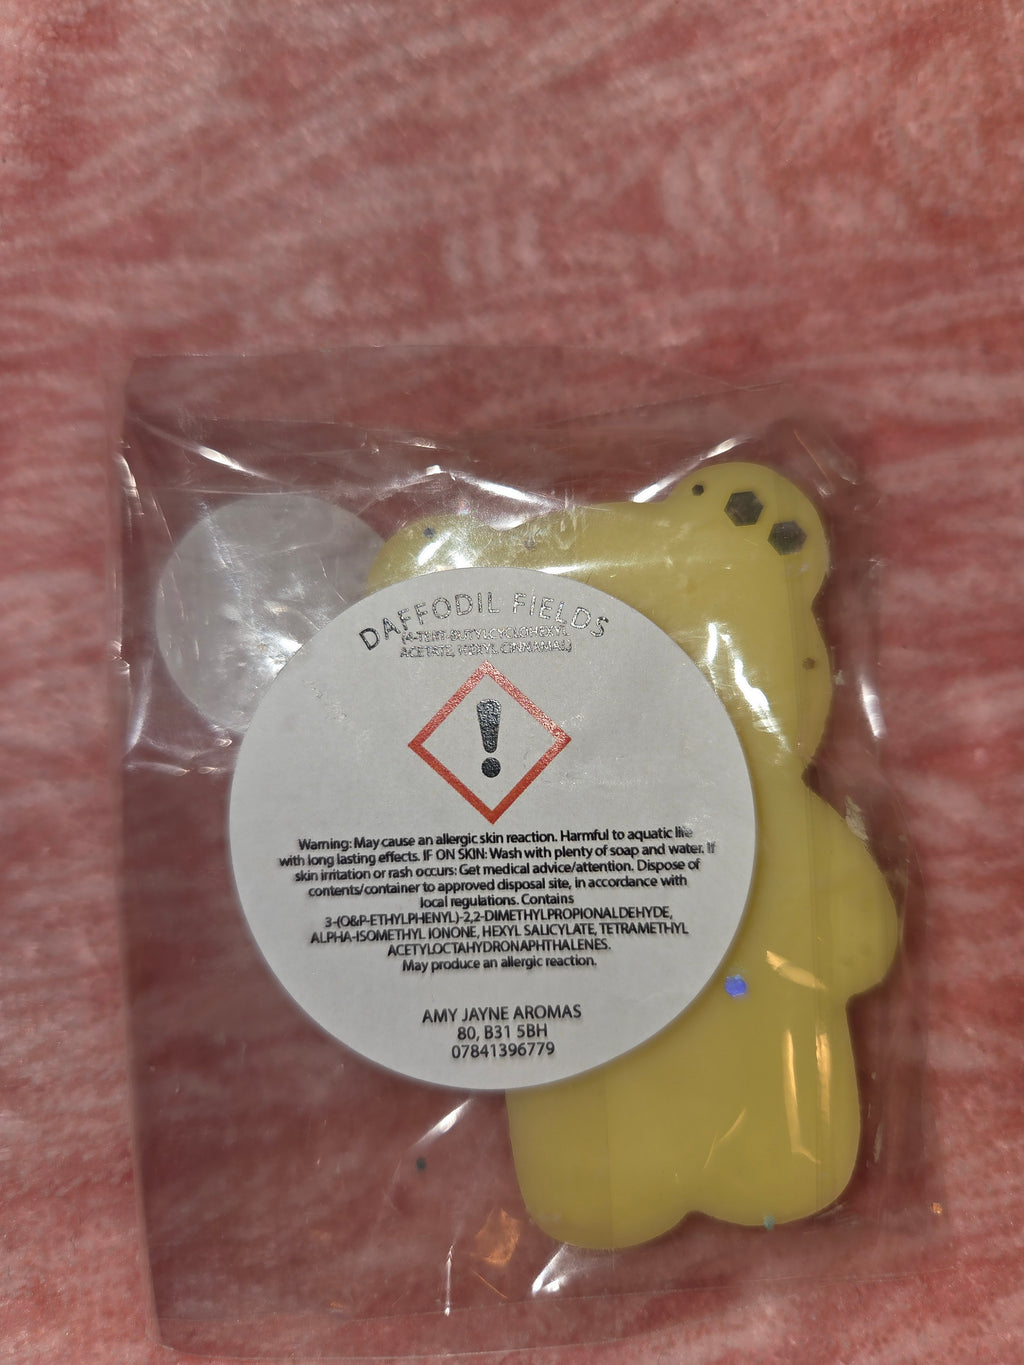 DAFFODIL FIELDS
(4-TERT-BUTYLCYCLOHEXYL
ACETATE, HEXYL CINNAMAL)
Warning: May cause an allergic skin reaction. Harmful to aquatic life
with long lasting effects. IF ON SKIN: Wash with plenty of soap and water. If
skin irritation or rash occurs: Get medical advice/attention. Dispose of
contents/container to approved disposal site, in accordance with
local regulations. Contains
3-(O&P-ETHYLPHENYL)-2,2-DIMETHYLPROPIONALDEHYDE,
ALPHA-ISOMETHYL IONONE, HEXYL SALICYLATE, TETRAMETHYL
ACETYLOCTAHYDRONAPHTHALENES.
May produce an allergic reaction.
AMY JAYNE AROMAS
80, B31 5BH
07841396779